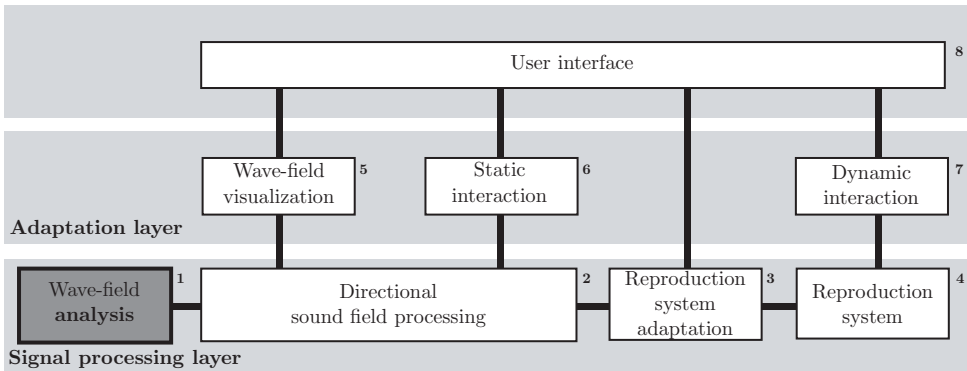 User interface
8
Wave-field
visualization
5
Static
interaction
6
Dynamic
interaction
7
Adaptation layer
Wave-field
analysis
1
Directional
sound field processing
2
Reproduction
system
adaptation
3
Reproduction
system
4
Signal processing layer